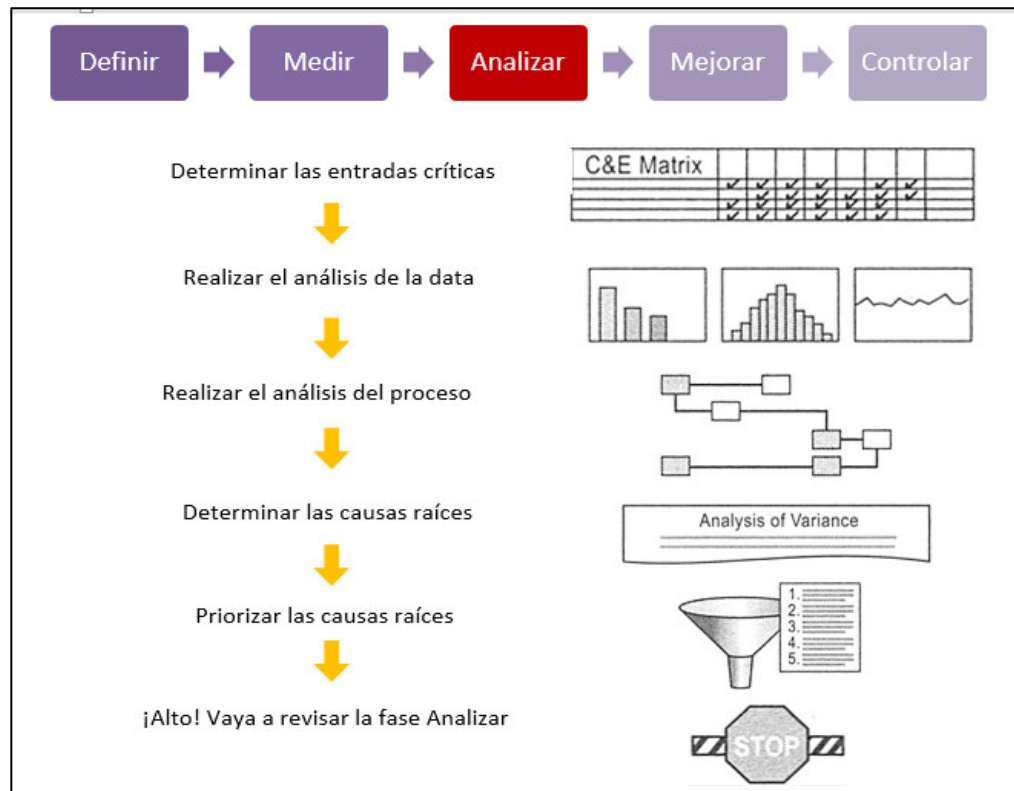 Definir
Medir
Analizar
Mejorar
Controlar
Determinar las entradas críticas
C&E Matrix
Realizar el análisis de la data
Realizar el análisis del proceso
Determinar las causas raíces
Analysis of Variance
Priorizar las causas raíces
1.
2.
3.
4.
5.
¡Alto! Vaya a revisar la fase Analizar
STOP